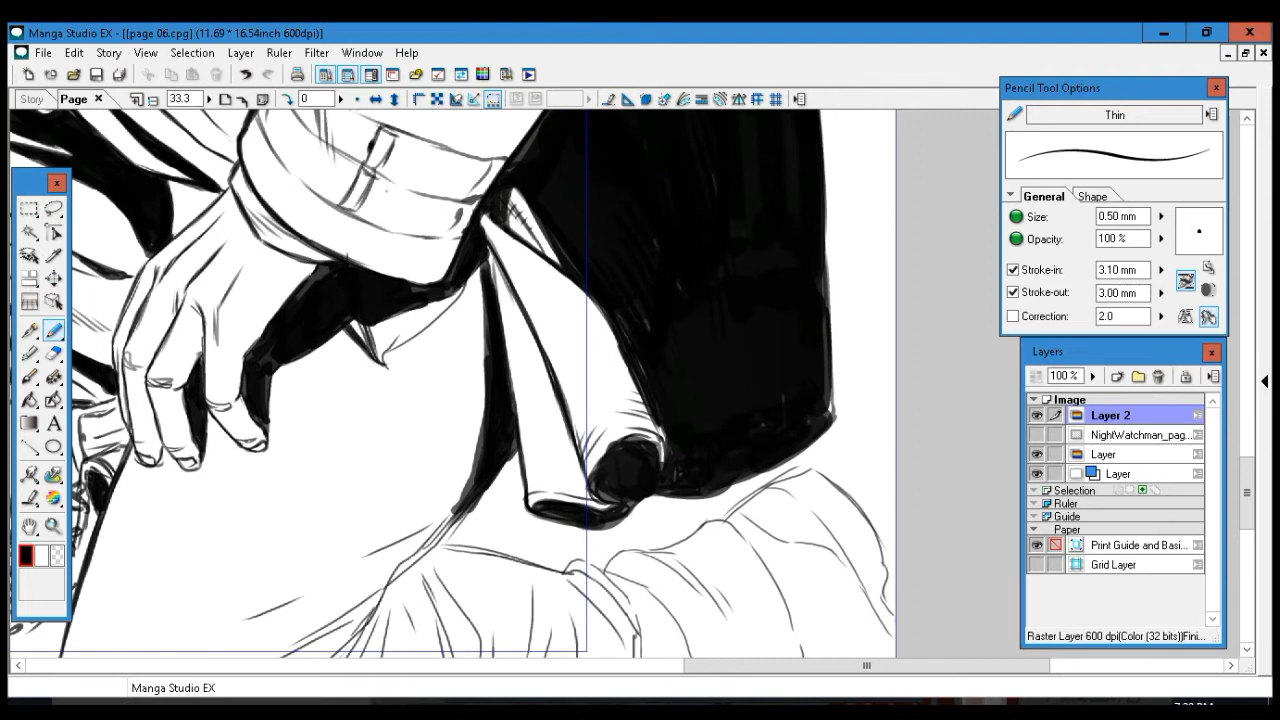 Manga Studio EX - [[page 06.cpg] (11.69 * 16.54inch 600dpi)]
File Edit Story View Selection Layer Ruler Filter Window Help
Story Page 33.3 0
Pencil Tool Options
Thin
General Shape
Size: 0.50 mm
Opacity: 100 %
Stroke-in: 3.10 mm
Stroke-out: 3.00 mm
Correction: 2.0
Layers
100 %
Image
Layer 2
NightWatchman_pag...
Layer
Layer
Selection
Ruler
Guide
Paper
Print Guide and Basi...
Grid Layer
Raster Layer 600 dpi(Color (32 bits))Fini
Manga Studio EX